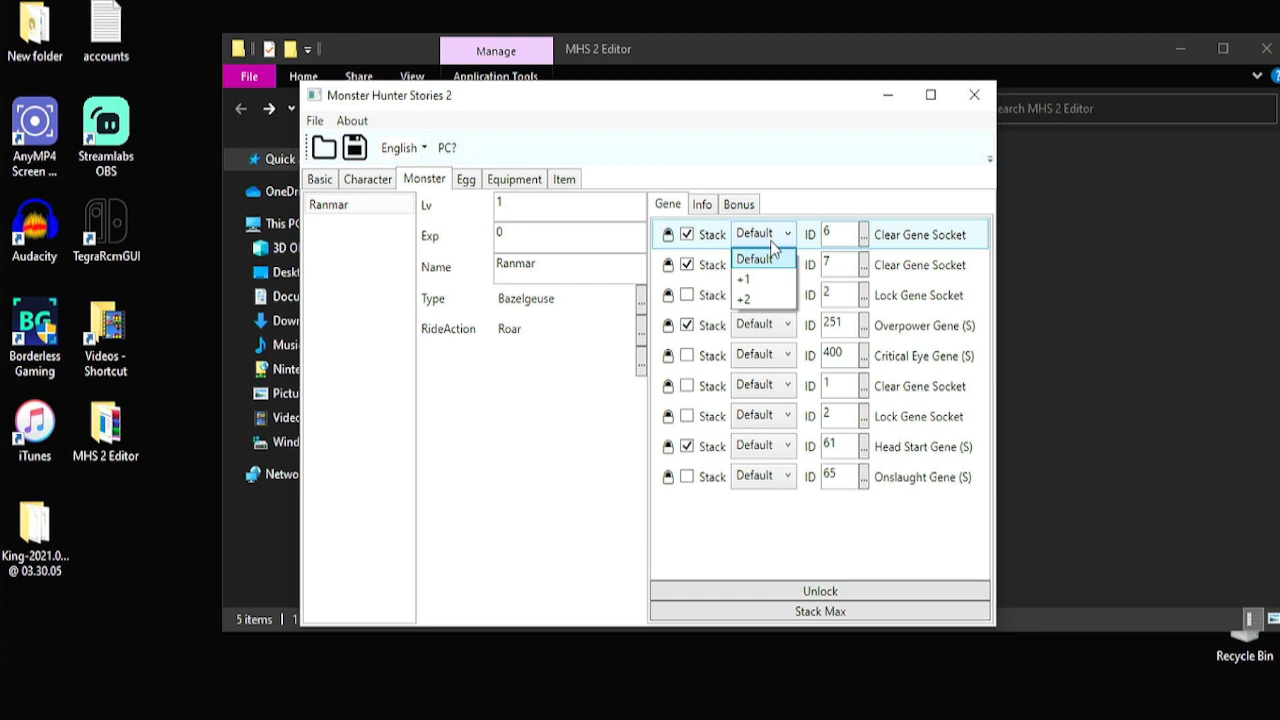 New folder
accounts
AnyMP4
Screen ...
Streamlabs
OBS
Audacity
TegraRcmGUI
BG
Borderless
Gaming
Videos -
Shortcut
iTunes
MHS 2 Editor
King-2021.0...
@ 03.30.05
Manage
MHS 2 Editor
File
Home
Share
View
Application Tools
earch MHS 2 Editor
Quick
OneDr
This PC
3D O
Deskt
Docu
Down
Music
Ninte
Pictu
Video
Wind
Netwo
5 items
1
Recycle Bin
Monster Hunter Stories 2
File
About
English
PC?
Basic
Character
Monster
Egg
Equipment
Item
Ranmar
Lv
1
Exp
0
Name
Ranmar
Type
Bazelgeuse
...
RideAction
Roar
...
...
Gene
Info
Bonus
Stack Default ID 6 ... Clear Gene Socket
Default
+1
+2
Stack ID 7 ... Clear Gene Socket
Stack ID 2 ... Lock Gene Socket
Stack Default ID 251 ... Overpower Gene (S)
Stack Default ID 400 ... Critical Eye Gene (S)
Stack Default ID 1 ... Clear Gene Socket
Stack Default ID 2 ... Lock Gene Socket
Stack Default ID 61 ... Head Start Gene (S)
Stack Default ID 65 ... Onslaught Gene (S)
Unlock
Stack Max